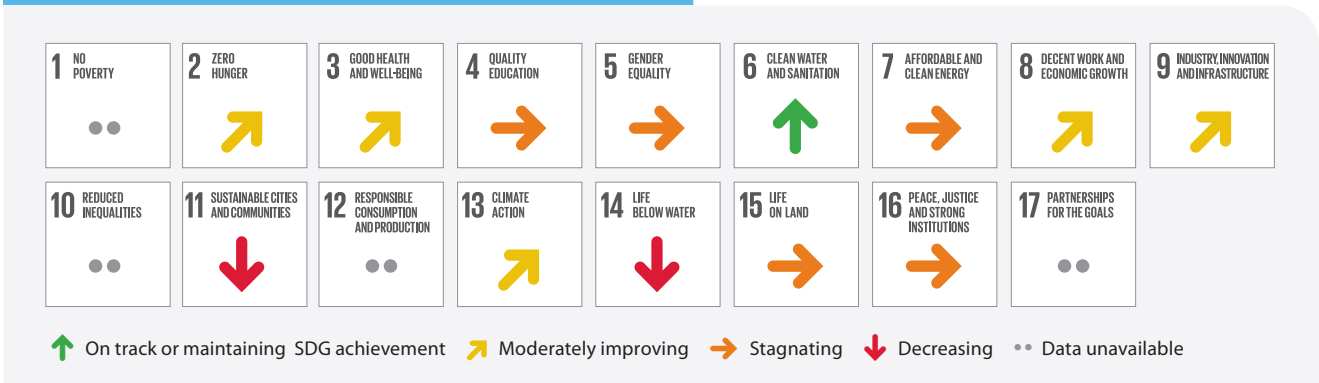 1 NO
POVERTY
2 ZERO
HUNGER
3 GOOD HEALTH
AND WELL-BEING
4 QUALITY
EDUCATION
5 GENDER
EQUALITY
6 CLEAN WATER
AND SANITATION
7 AFFORDABLE AND
CLEAN ENERGY
8 DECENT WORK AND
ECONOMIC GROWTH
9 INDUSTRY, INNOVATION
AND INFRASTRUCTURE
10 REDUCED
INEQUALITIES
11 SUSTAINABLE CITIES
AND COMMUNITIES
12 RESPONSIBLE
CONSUMPTION
AND PRODUCTION
13 CLIMATE
ACTION
14 LIFE
BELOW WATER
15 LIFE
ON LAND
16 PEACE, JUSTICE
AND STRONG
INSTITUTIONS
17 PARTNERSHIPS
FOR THE GOALS
On track or maintaining SDG achievement Moderately improving Stagnating Decreasing Data unavailable